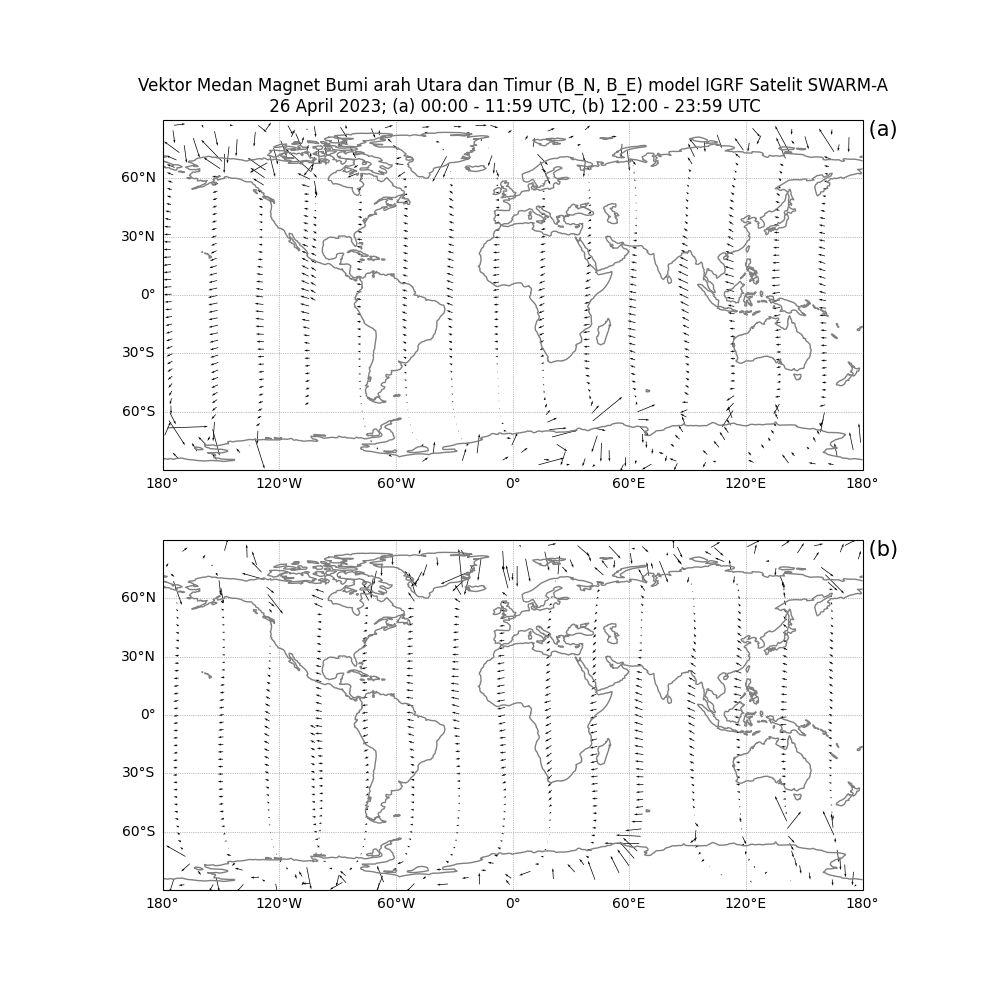 Vektor Medan Magnet Bumi arah Utara dan Timur (B_N, B_E) model IGRF Satelit SWARM-A
26 April 2023; (a) 00:00 - 11:59 UTC, (b) 12:00 - 23:59 UTC
(a)
60°N
30°N
0°
30°S
60°S
180° 120°W 60°W 0° 60°E 120°E 180°
(b)
60°N
30°N
0°
30°S
60°S
180° 120°W 60°W 0° 60°E 120°E 180°